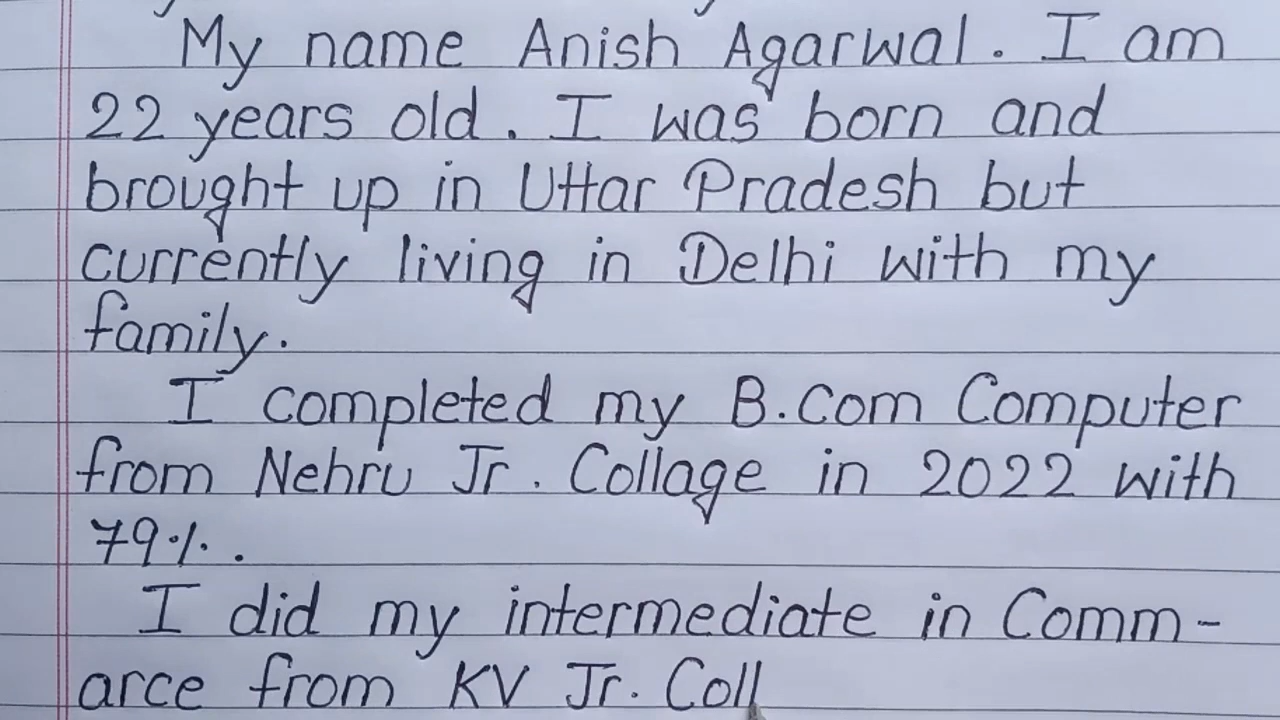 My name Anish Agarwal. I am
22 years old. I was born and
brought up in Uttar Pradesh but
currently living in Delhi with my
family.
I completed my B.Com Computer
from Nehru Jr. Collage in 2022 with
79%.
I did my intermediate in Comm-
arce from KV Jr. Coll